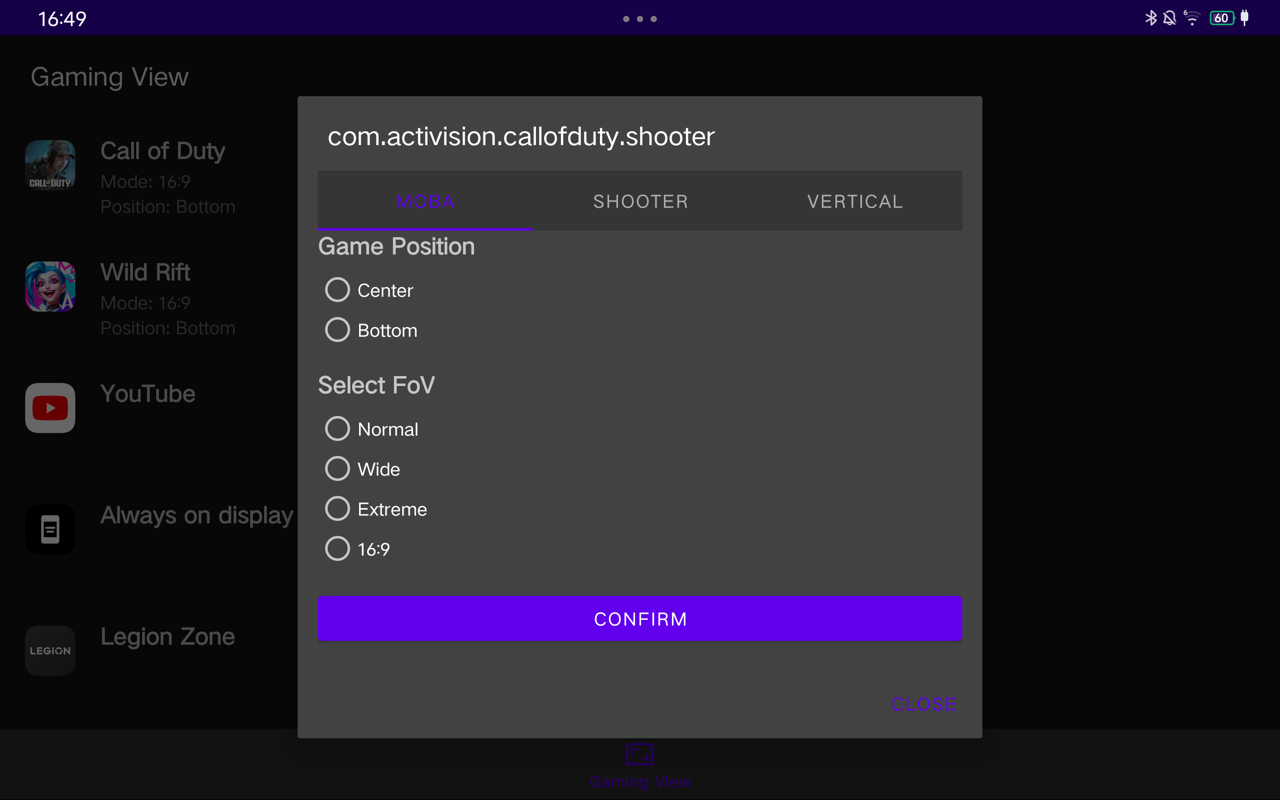 16:49
60
Gaming View
Call of Duty
Mode: 16:9
Position: Bottom
CALL OF DUTY
Wild Rift
Mode: 16:9
Position: Bottom
YouTube
Always on display
Legion Zone
LEGION
com.activision.callofduty.shooter
MOBA
SHOOTER
VERTICAL
Game Position
Center
Bottom
Select FoV
Normal
Wide
Extreme
16:9
CONFIRM
CLOSE
Gaming View